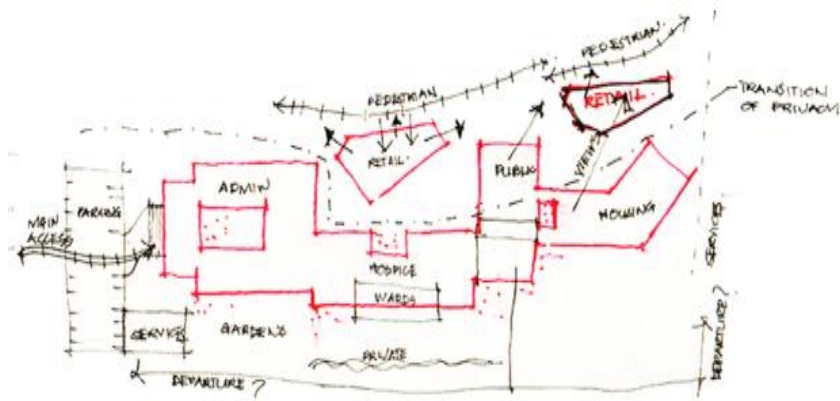 PEDESTRIAN
PEDESTRIAN
RETAIL
TRANSITION
OF PRIVACY
RETAIL.
ADMIN
PUBLIC
VIEWS
PARKING
HOUSING
MAIN
ACCESS
HOSPICE
SERVICES
WARDS
SERVICES
GARDENS
PRIVATE
DEPARTURE?
DEPARTURE?